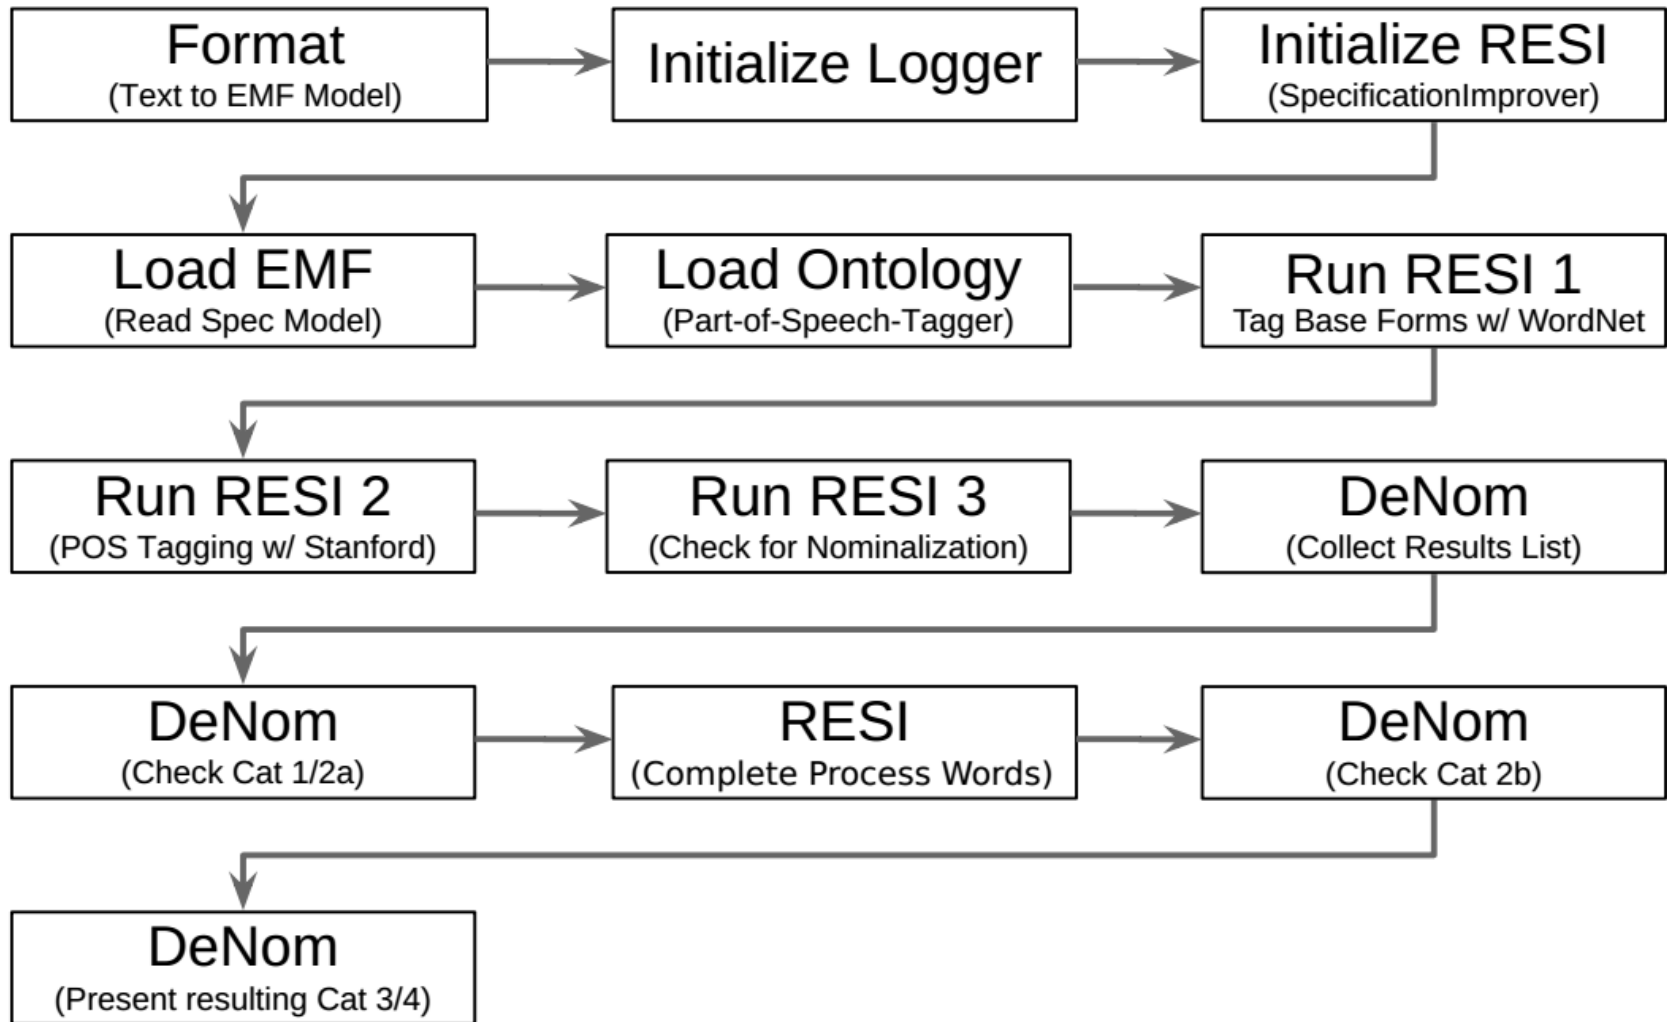 Format
(Text to EMF Model)
Initialize Logger
Initialize RESI
(SpecificationImprover)
Load EMF
(Read Spec Model)
Load Ontology
(Part-of-Speech-Tagger)
Run RESI 1
Tag Base Forms w/ WordNet
Run RESI 2
(POS Tagging w/ Stanford)
Run RESI 3
(Check for Nominalization)
DeNom
(Collect Results List)
DeNom
(Check Cat 1/2a)
RESI
(Complete Process Words)
DeNom
(Check Cat 2b)
DeNom
(Present resulting Cat 3/4)